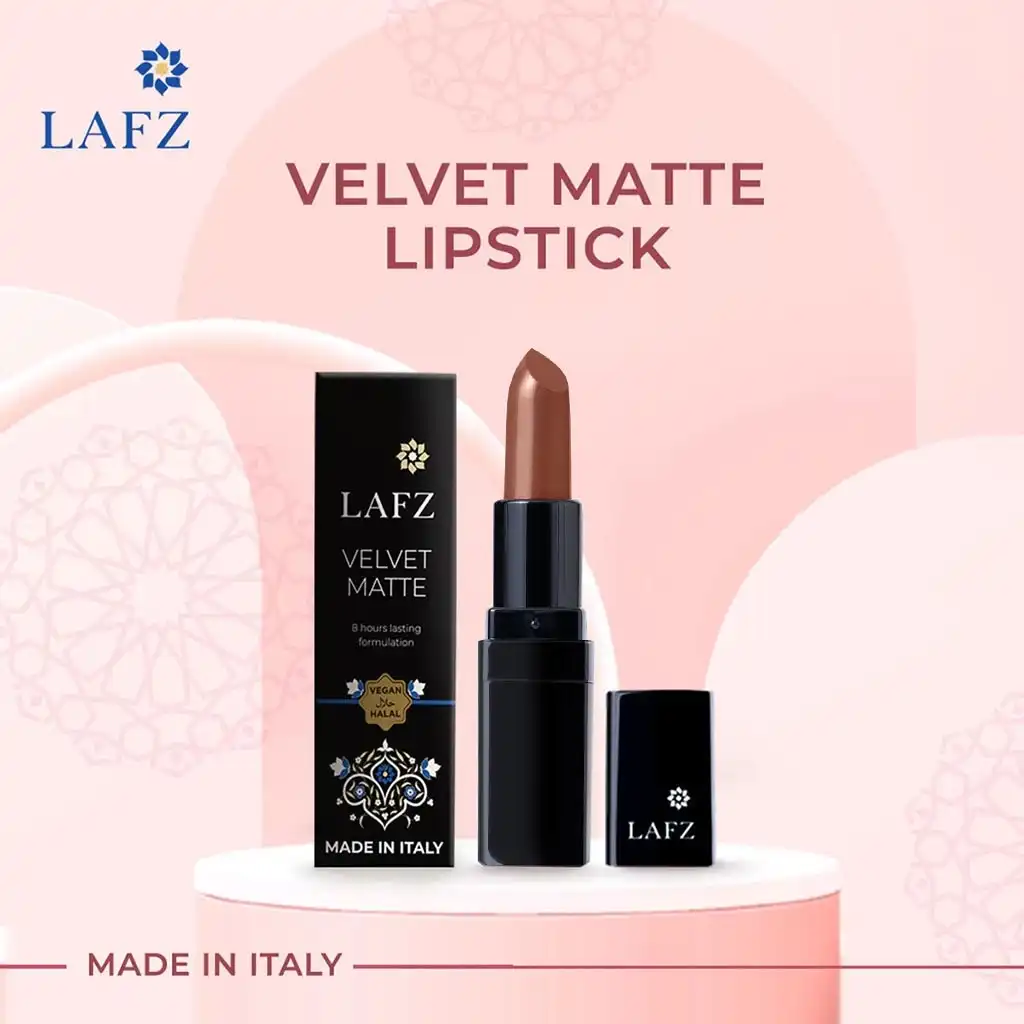 LAFZ
VELVET MATTE
LIPSTICK
LAFZ
VELVET
MATTE
8 hours lasting
formulation
VEGAN
حلال
HALAL
MADE IN ITALY
LAFZ
MADE IN ITALY